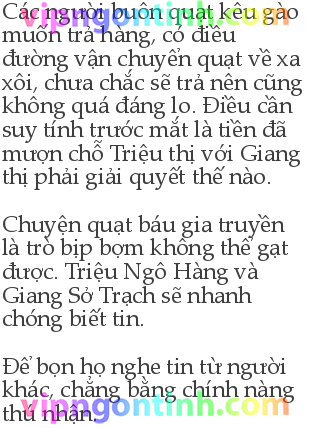 Các người buôn quạt kêu gào
vipngontinh.com
muốn trả hàng, có điều
đường vận chuyển quạt về xa
xôi, chưa chắc sẽ trả nên cũng
không quá đáng lo. Điều cần
suy tính trước mắt là tiền đã
mượn chỗ Triệu thị với Giang
thị phải giải quyết thế nào.
Chuyện quạt báu gia truyền
là trò bịp bợm không thể gạt
được. Triệu Ngô Hàng và
Giang Sở Trạch sẽ nhanh
chóng biết tin.
Để bọn họ nghe tin từ người
khác, chẳng bằng chính nàng
thú nhận.
vipngontinh.com